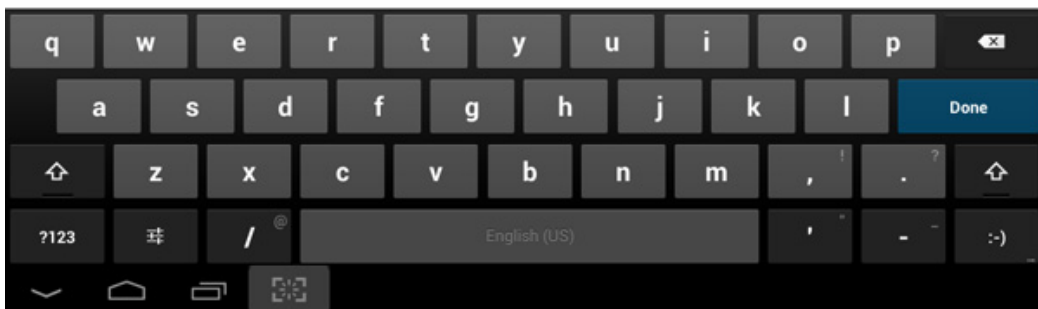 q w e r t y u i o p
a s d f g h j k l Done
z x c v b n m , ! . ?
?123 / @ English (US) ' " - _ :-) ...